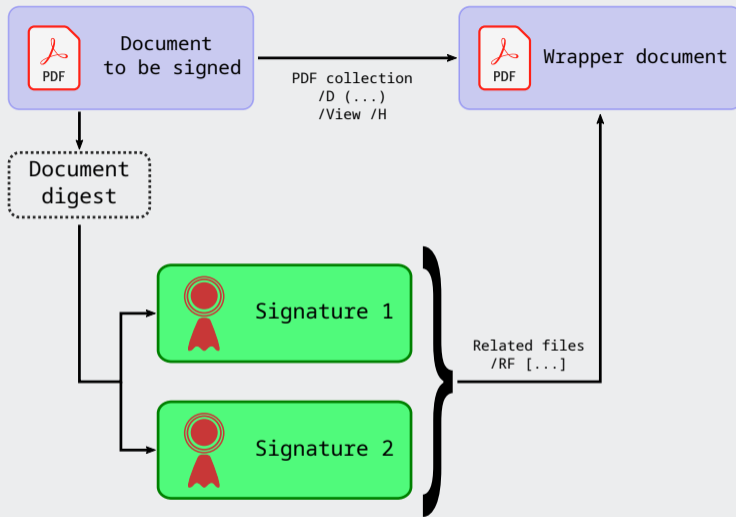 PDF
Document
to be signed
PDF collection
/D (...)
/View /H
PDF
Wrapper document
Document
digest
Signature 1
Related files
/RF [...]
Signature 2